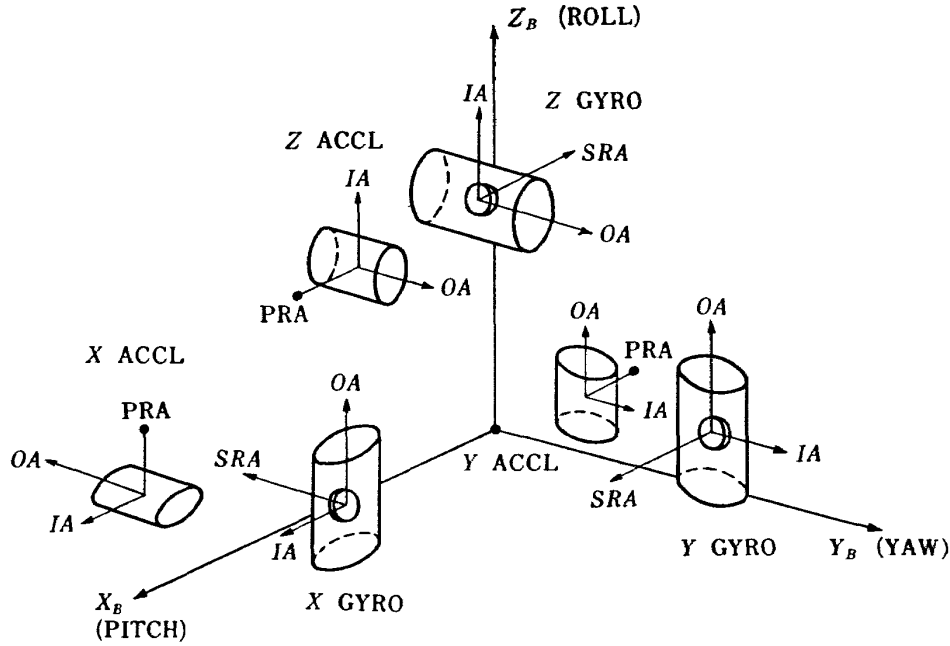 Z_B (ROLL)
IA
Z GYRO
Z ACCL
SRA
IA
OA
OA
PRA
OA
OA
PRA
X ACCL
OA
IA
PRA
OA
SRA
Y ACCL
IA
SRA
IA
IA
X_B
(PITCH)
X GYRO
Y GYRO
Y_B (YAW)